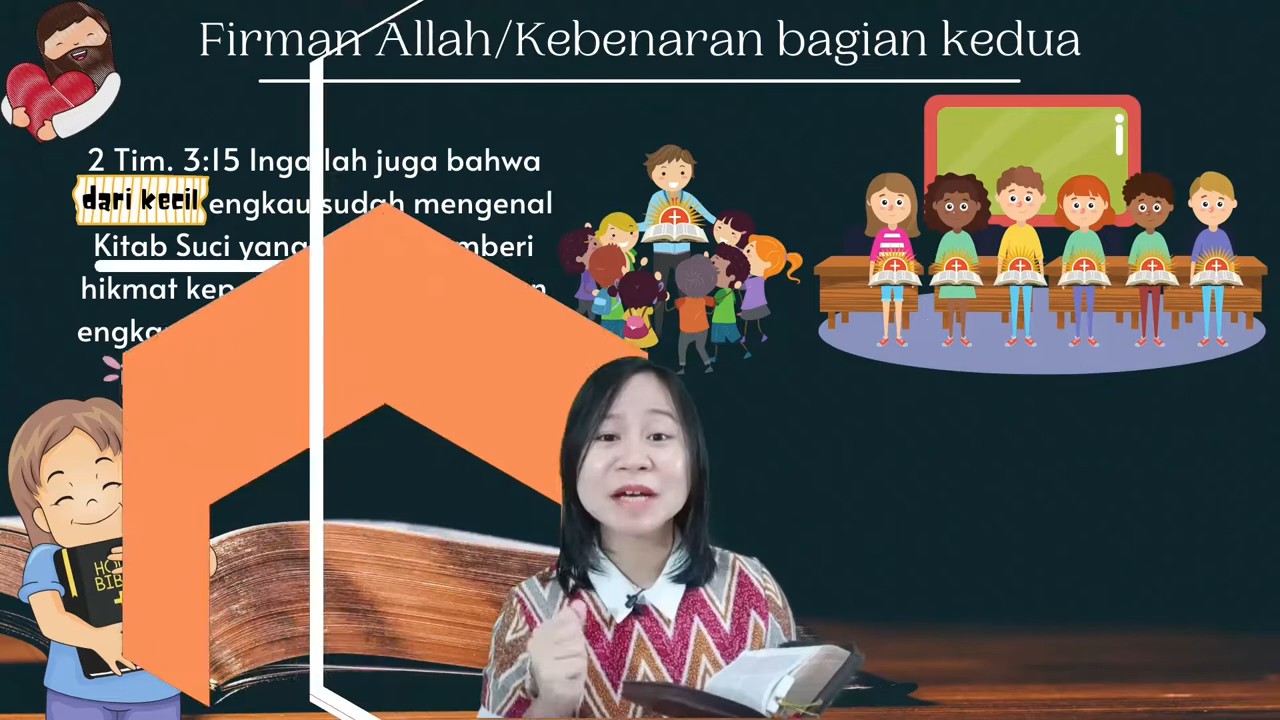 Firman Allah/Kebenaran bagian kedua
2 Tim. 3:15 Ingatlah juga bahwa
dari kecil engkau sudah mengenal
Kitab Suci yang
hikmat
i
HOLY
BIBLE